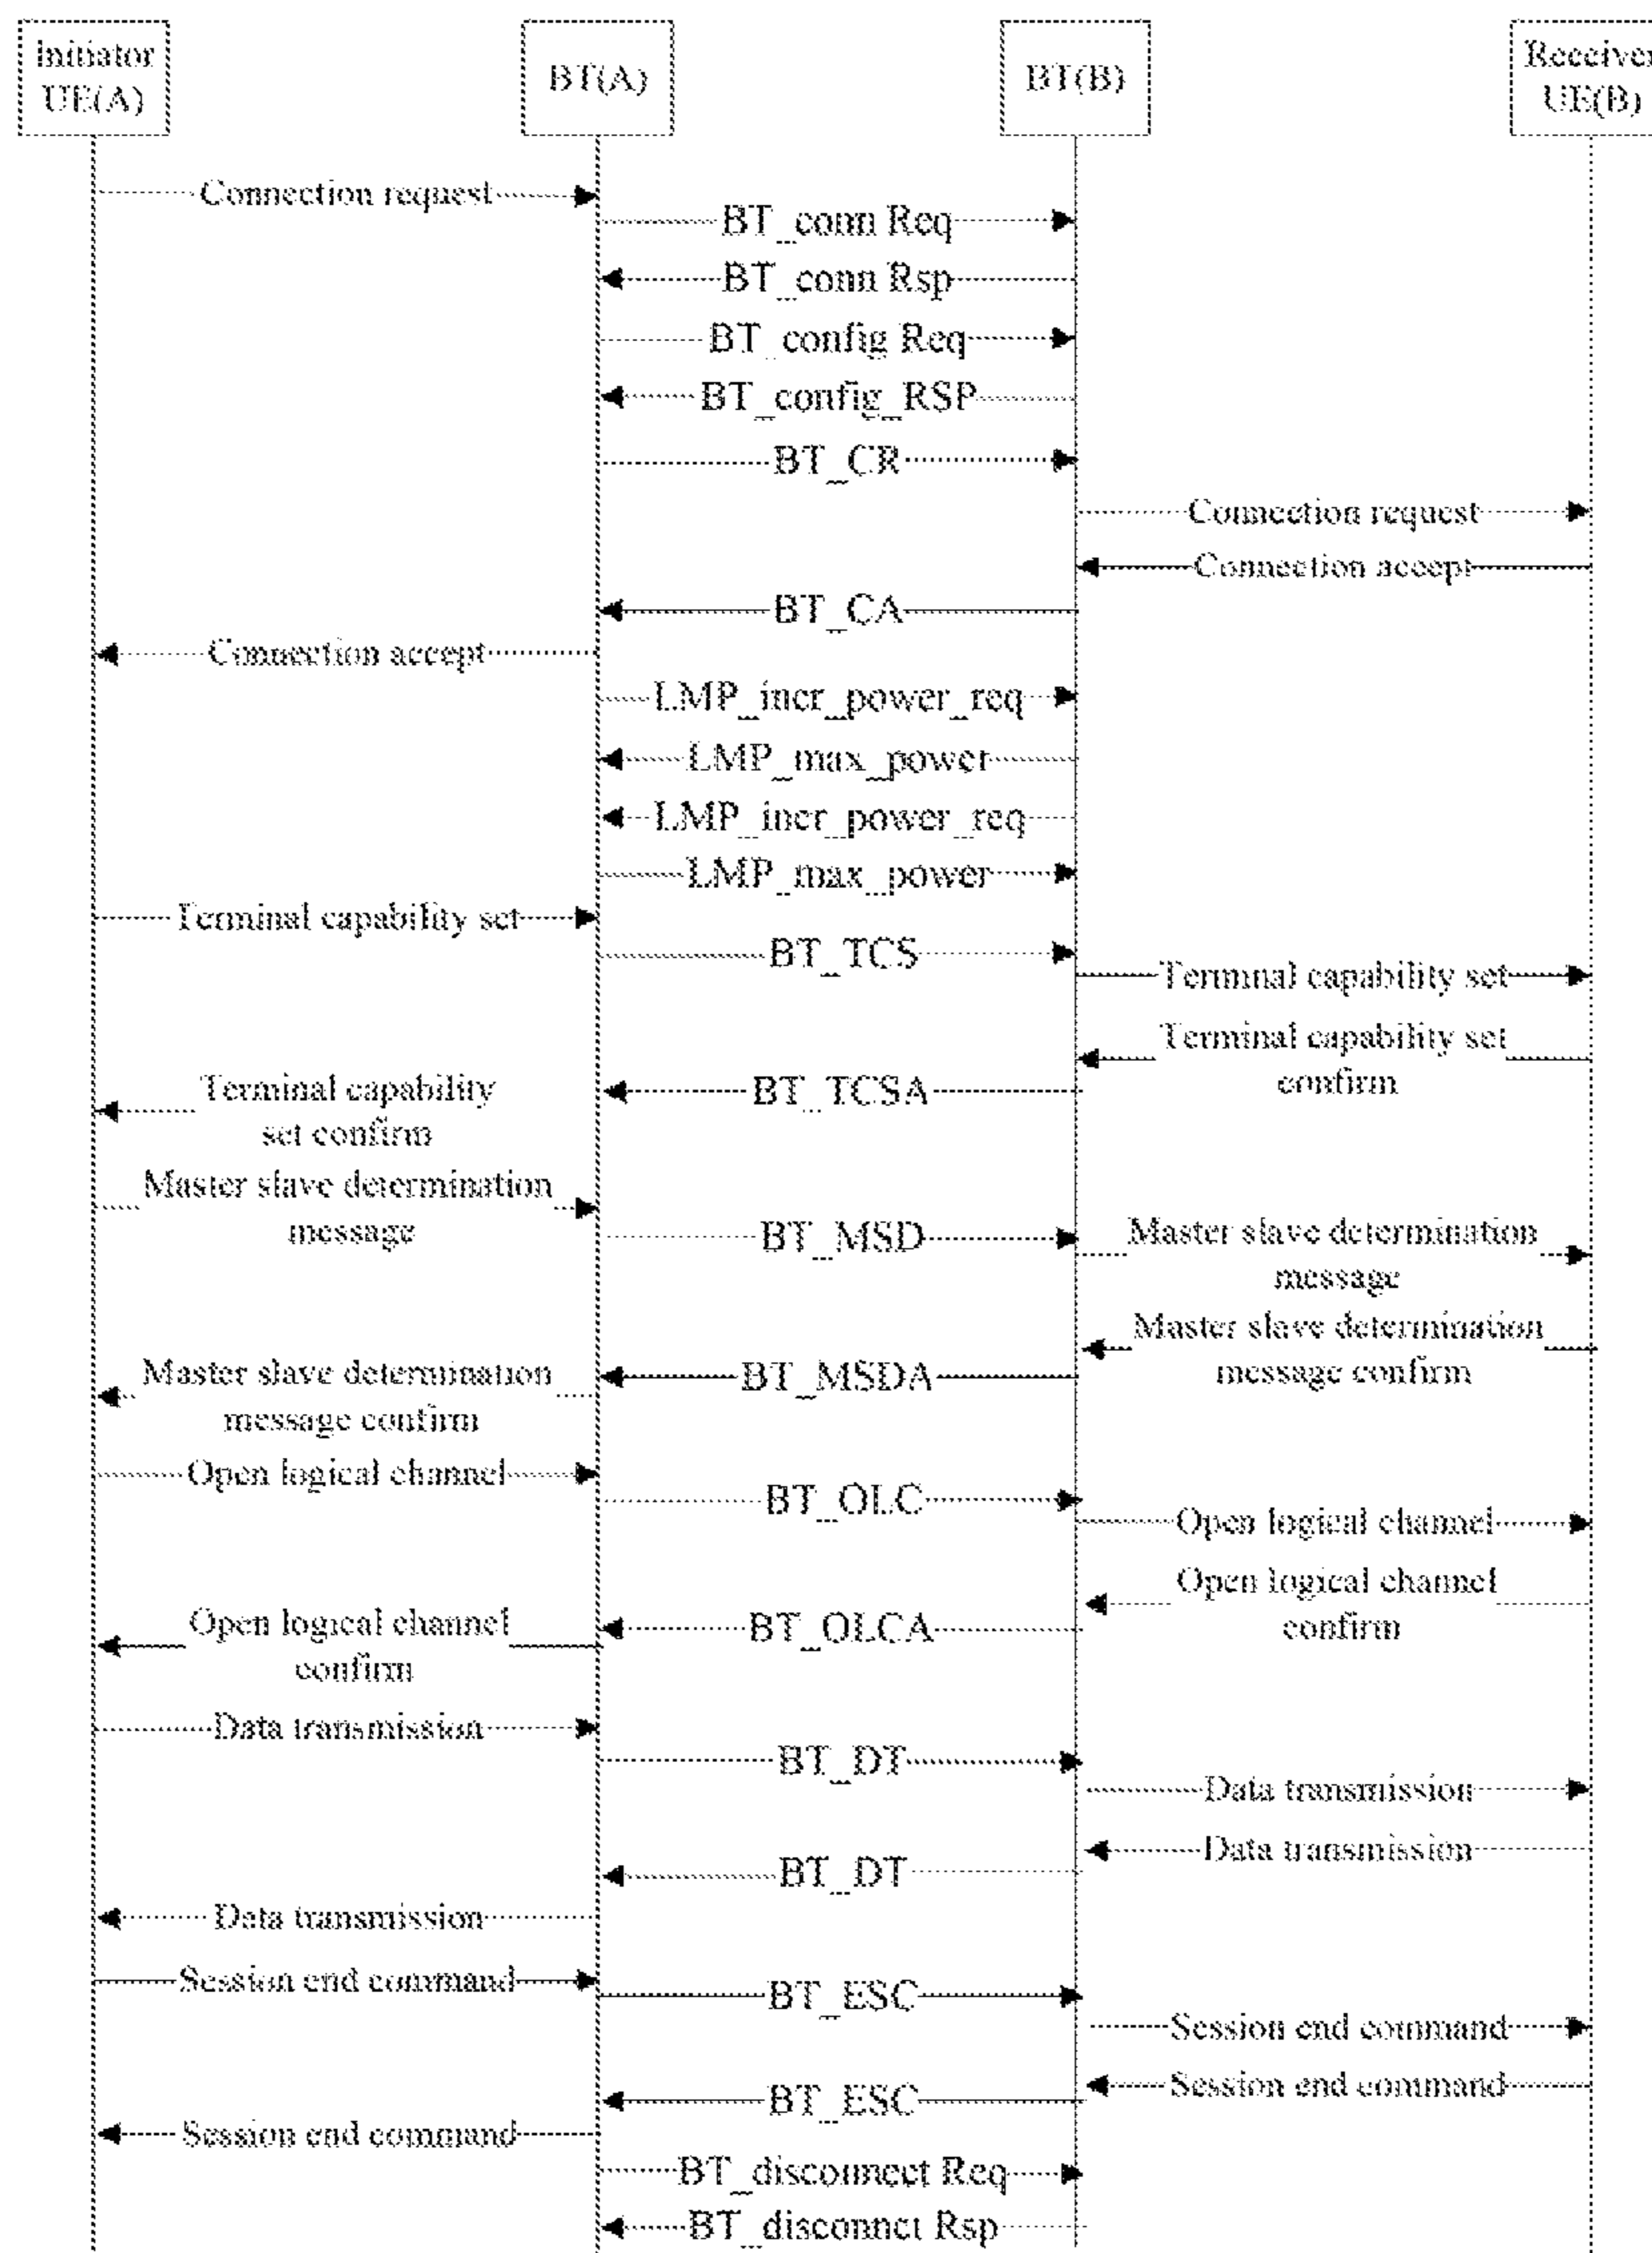 Initiator
UE(A)
BT(A)
BT(B)
Receiver
UE(B)
Connection request
BT_conn Req
BT_conn Rsp
BT_config Req
BT_config_RSP
BT_CR
Connection request
Connection accept
BT_CA
Connection accept
LMP_incr_power_req
LMP_max_power
LMP_incr_power_req
LMP_max_power
Terminal capability set
BT_TCS
Terminal capability set
Terminal capability set
confirm
BT_TCSA
Terminal capability
set confirm
Master slave determination
message
BT_MSD
Master slave determination
message
Master slave determination
message confirm
BT_MSDA
Master slave determination
message confirm
Open logical channel
BT_OLC
Open logical channel
Open logical channel
confirm
BT_OLCA
Open logical channel
confirm
Data transmission
BT_DT
Data transmission
Data transmission
BT_DT
Data transmission
Session end command
BT_ESC
Session end command
Session end command
BT_ESC
Session end command
BT_disconnect Req
BT_disconnct Rsp